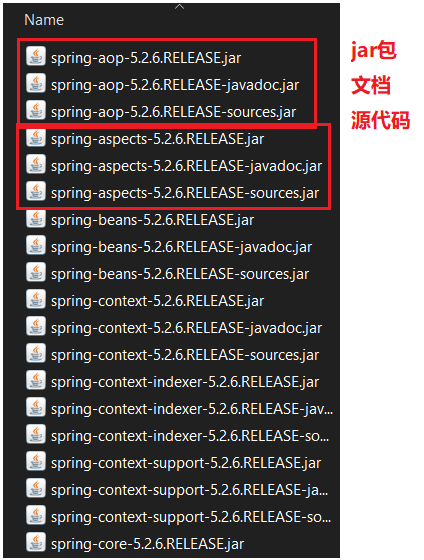 Name
spring-aop-5.2.6.RELEASE.jar
jar包
spring-aop-5.2.6.RELEASE-javadoc.jar
文档
spring-aop-5.2.6.RELEASE-sources.jar
源代码
spring-aspects-5.2.6.RELEASE.jar
spring-aspects-5.2.6.RELEASE-javadoc.jar
spring-aspects-5.2.6.RELEASE-sources.jar
spring-beans-5.2.6.RELEASE.jar
spring-beans-5.2.6.RELEASE-javadoc.jar
spring-beans-5.2.6.RELEASE-sources.jar
spring-context-5.2.6.RELEASE.jar
spring-context-5.2.6.RELEASE-javadoc.jar
spring-context-5.2.6.RELEASE-sources.jar
spring-context-indexer-5.2.6.RELEASE.jar
spring-context-indexer-5.2.6.RELEASE-jav...
spring-context-indexer-5.2.6.RELEASE-so...
spring-context-support-5.2.6.RELEASE.jar
spring-context-support-5.2.6.RELEASE-ja...
spring-context-support-5.2.6.RELEASE-so...
spring-core-5.2.6.RELEASE.jar